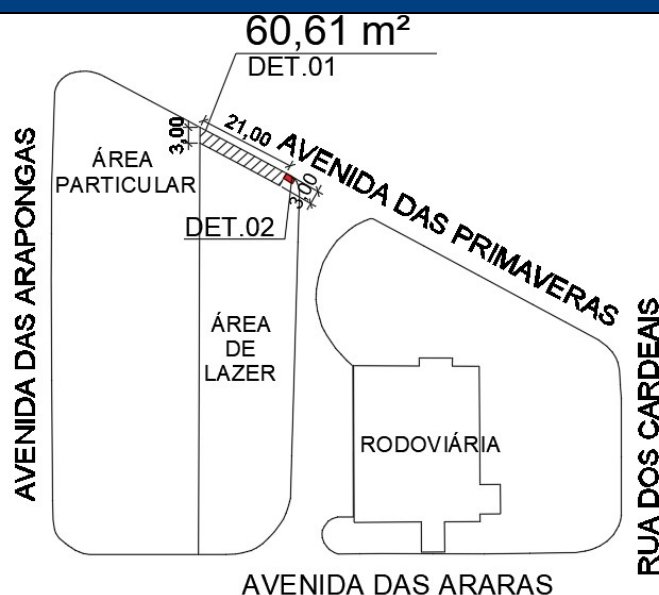 60,61 m²
DET.01
21,00
3,00
AVENIDA DAS PRIMAVERAS
ÁREA
PARTICULAR
3,00
DET.02
AVENIDA DAS ARAPONGAS
ÁREA
DE
LAZER
RODOVIÁRIA
RUA DOS CARDEAIS
AVENIDA DAS ARARAS